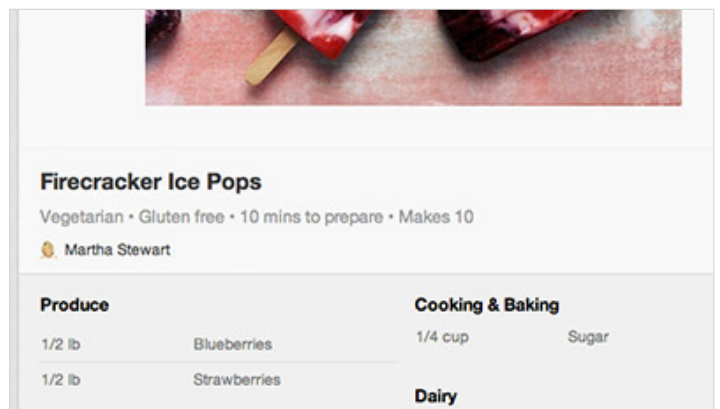 Firecracker Ice Pops
Vegetarian • Gluten free • 10 mins to prepare • Makes 10
Martha Stewart
Produce
1/2 lb Blueberries
1/2 lb Strawberries
Cooking & Baking
1/4 cup Sugar
Dairy